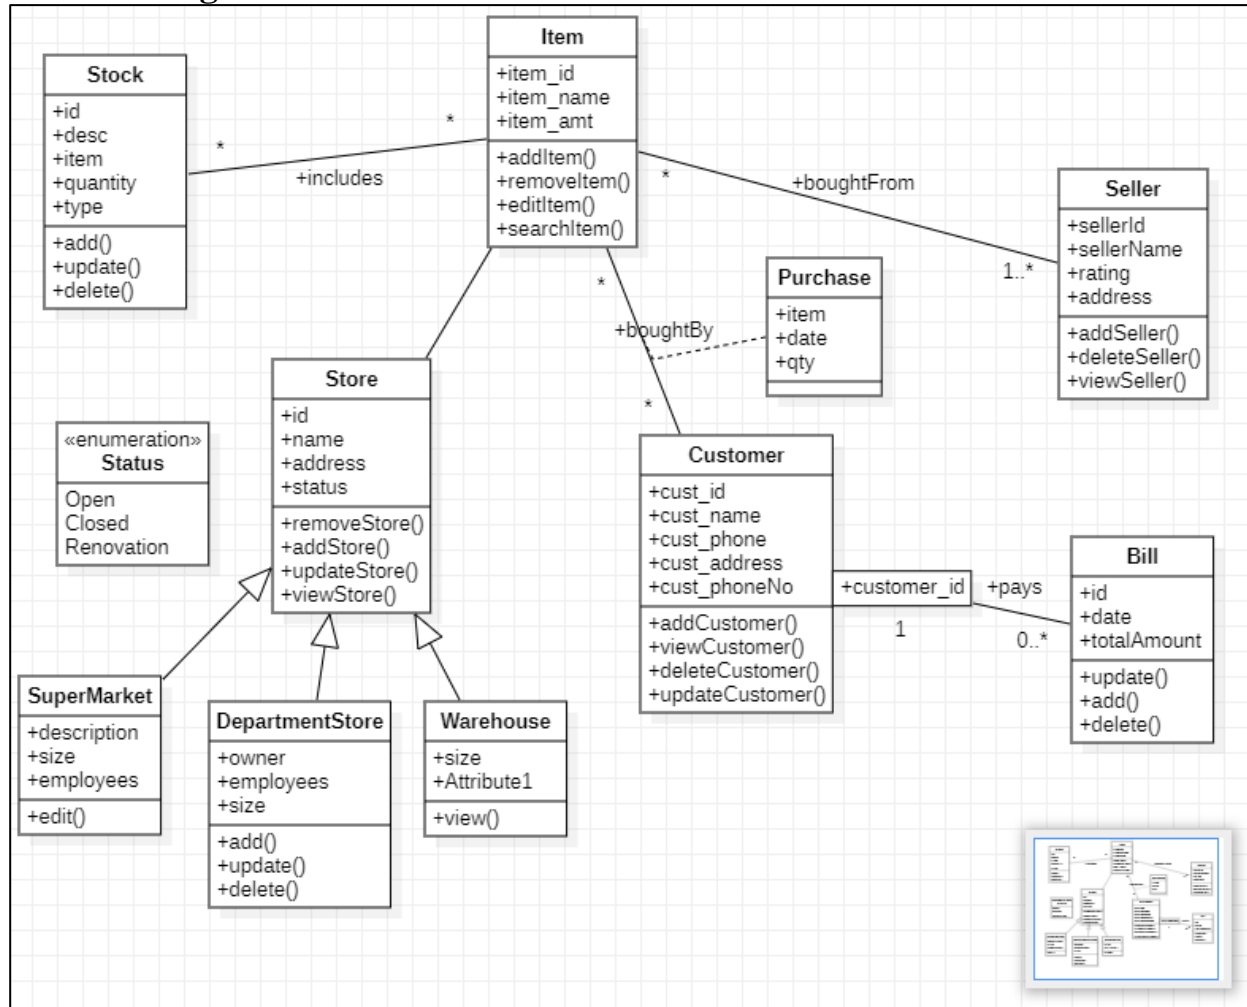 Item
+item_id
+item_name
+item_amt
+addItem()
+removeItem()
+editItem()
+searchItem()
Stock
+id
+desc
+item
+quantity
+type
+add()
+update()
+delete()
*
*
+includes
*
+boughtFrom
1..*
Seller
+sellerId
+sellerName
+rating
+address
+addSeller()
+deleteSeller()
+viewSeller()
Purchase
+item
+date
+qty
*
+boughtBy
*
Store
+id
+name
+address
+status
+removeStore()
+addStore()
+updateStore()
+viewStore()
«enumeration»
Status
Open
Closed
Renovation
Customer
+cust_id
+cust_name
+cust_phone
+cust_address
+cust_phoneNo
+addCustomer()
+viewCustomer()
+deleteCustomer()
+updateCustomer()
+customer_id
+pays
1
0..*
Bill
+id
+date
+totalAmount
+update()
+add()
+delete()
SuperMarket
+description
+size
+employees
+edit()
DepartmentStore
+owner
+employees
+size
+add()
+update()
+delete()
Warehouse
+size
+Attribute1
+view()